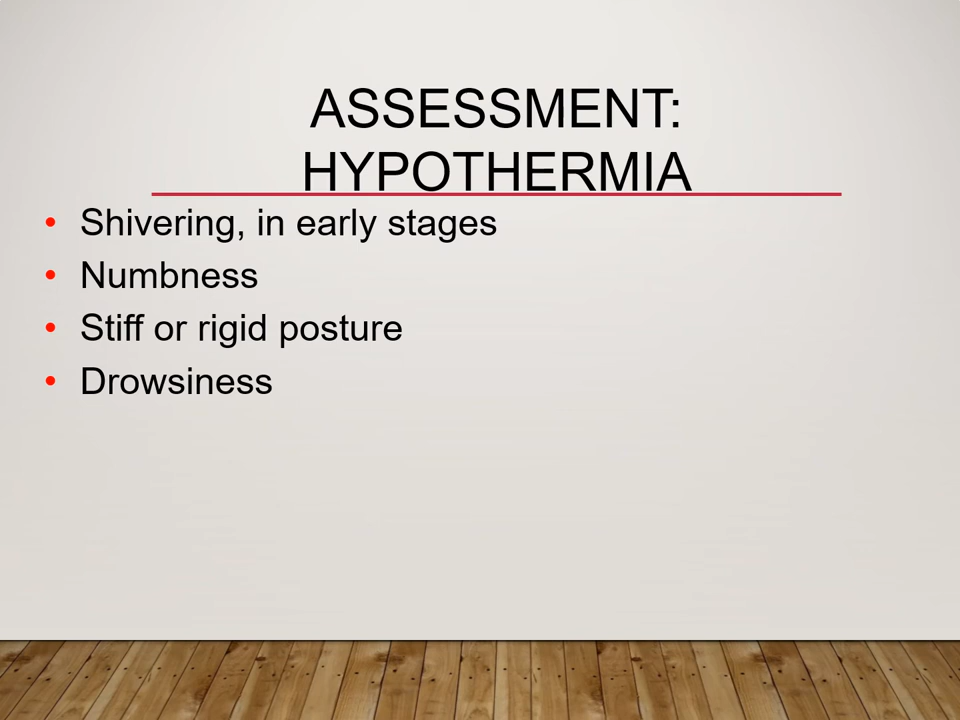 ASSESSMENT:
HYPOTHERMIA
• Shivering, in early stages
• Numbness
• Stiff or rigid posture
• Drowsiness